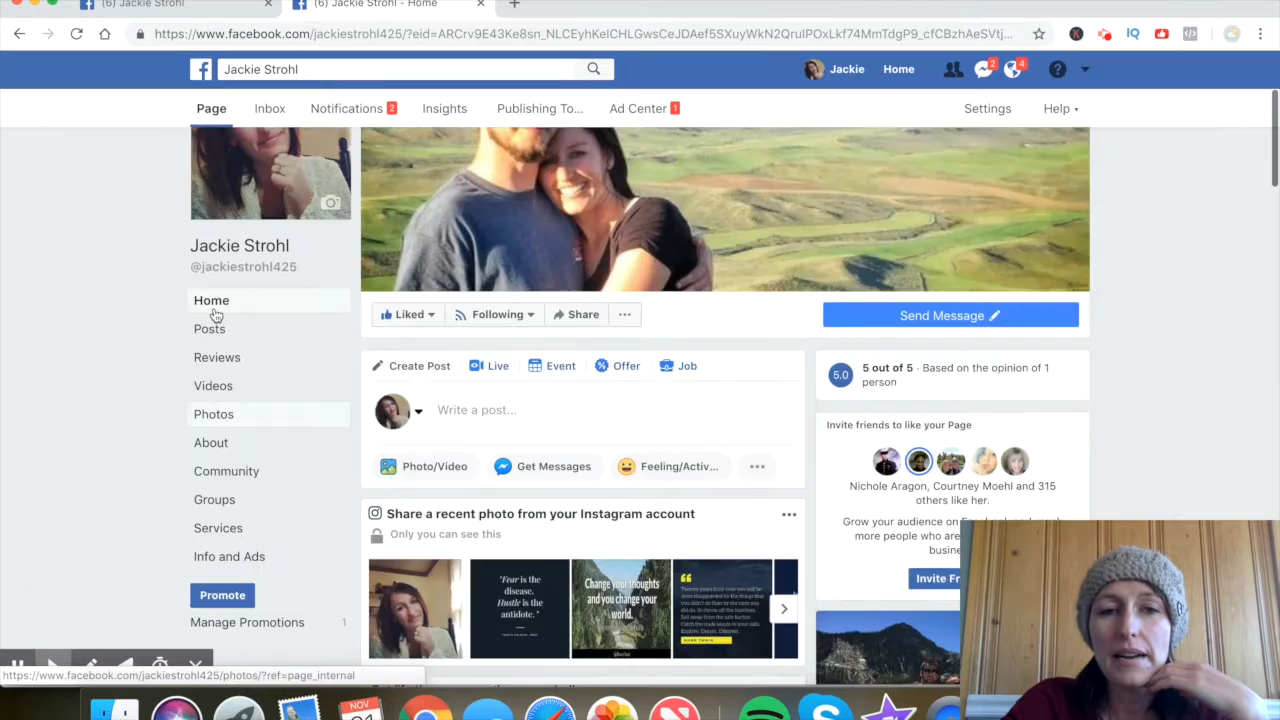 (6) Jackie Strohl
(6) Jackie Strohl - Home
https://www.facebook.com/jackiestrohl425/?eid=ARCrv9E43Ke8sn_NLCEyhKelCHLGwsCeJDAef5SXuyWkN2QruIPOxLkf74MmTdgP9_cfCBzhAeSVtj...
Jackie Strohl
Jackie
Home
2
4
Page
Inbox
Notifications 2
Insights
Publishing To...
Ad Center 1
Settings
Help
Jackie Strohl
@jackiestrohl425
Home
Posts
Reviews
Videos
Photos
About
Community
Groups
Services
Info and Ads
Promote
Manage Promotions 1
Liked
Following
Share
Send Message
Create Post
Live
Event
Offer
Job
Write a post...
Photo/Video
Get Messages
Feeling/Activ...
Share a recent photo from your Instagram account
Only you can see this
"Fear is the
disease.
Hustle is the
antidote."
Change your thoughts
and you change your
world.
5.0
5 out of 5 · Based on the opinion of 1
person
Invite friends to like your Page
Nichole Aragon, Courtney Moehl and 315
others like her.
Grow your audience on
more people who are
busine
Invite Fr
https://www.facebook.com/jackiestrohl425/photos/?ref=page_internal
NOV